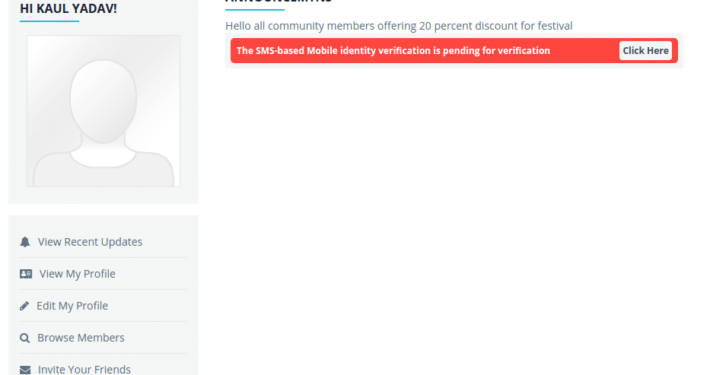 HI KAUL YADAV!
View Recent Updates
View My Profile
Edit My Profile
Browse Members
Invite Your Friends
Hello all community members offering 20 percent discount for festival
The SMS-based Mobile identity verification is pending for verification
Click Here